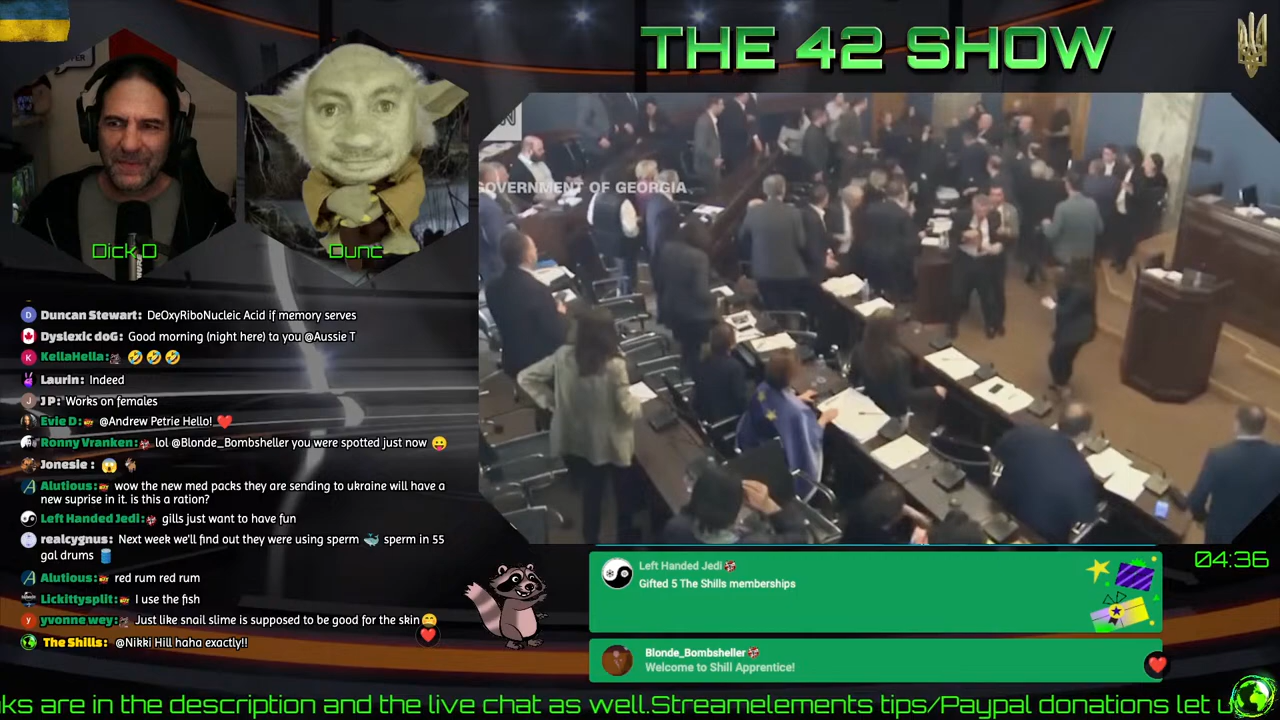 THE 42 SHOW
GOVERNMENT OF GEORGIA
Dick D
Dunc
Duncan Stewart: DeOxyRiboNucleic Acid if memory serves
Dyslexic doG: Good morning (night here) ta you @Aussie T
KellaHella: 🤣 🤣 🤣
Laurin: Indeed
J P: Works on females
Evie D: @Andrew Petrie Hello! ❤️
Ronny Vranken: lol @Blonde_Bombsheller you were spotted just now 😛
Jonesie : 😱 🐐
Alutious: wow the new med packs they are sending to ukraine will have a
new suprise in it. is this a ration?
Left Handed Jedi: gills just want to have fun
realcygnus: Next week we'll find out they were using sperm 🐳 sperm in 55
gal drums 🛢️
Alutious: red rum red rum
Lickittysplit: I use the fish
yvonne wey: Just like snail slime is supposed to be good for the skin 😁
The Shills: @Nikki Hill haha exactly!!
Left Handed Jedi
Gifted 5 The Shills memberships
04:36
Blonde_Bombsheller
Welcome to Shill Apprentice!
ks are in the description and the live chat as well.Streamelements tips/Paypal donations let u